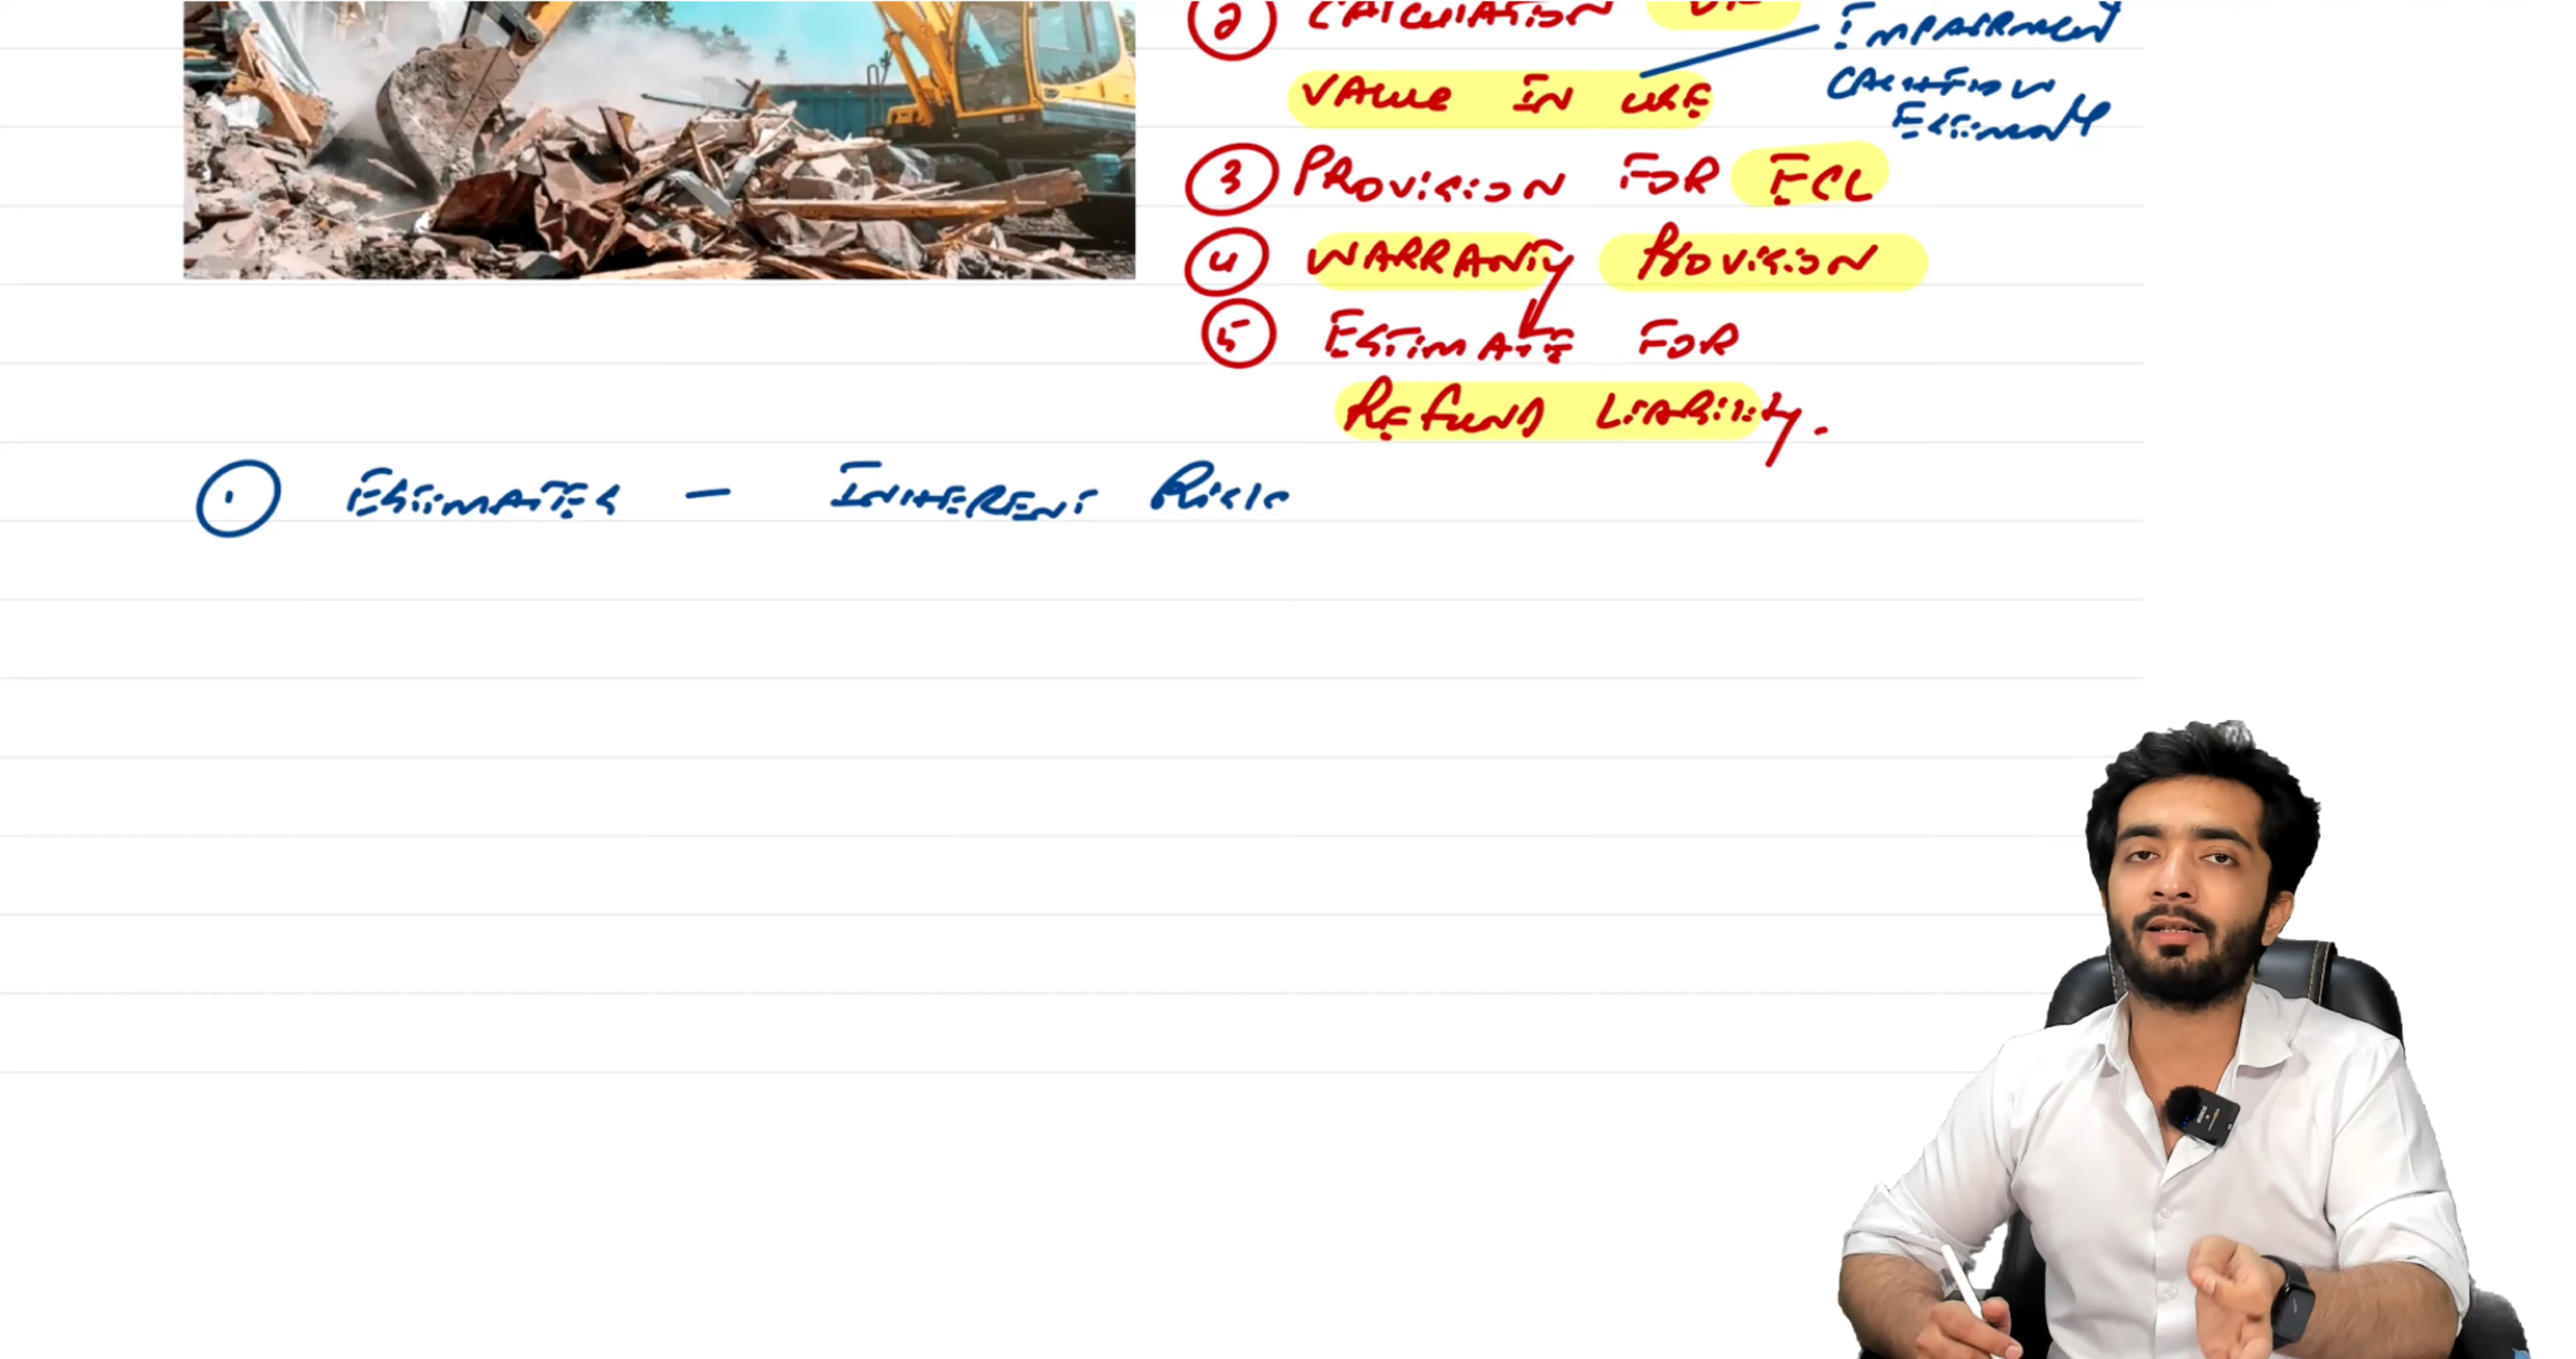 ② CALCULATION OF
IMPAIRMENT
VALUE IN USE
CASHFLOW
ESTIMATE
③ PROVISION FOR ECL
④ WARRANTY PROVISION
⑤ ESTIMATE FOR
REFUND LIABILITY.
① ESTIMATES - INHERENT RISK